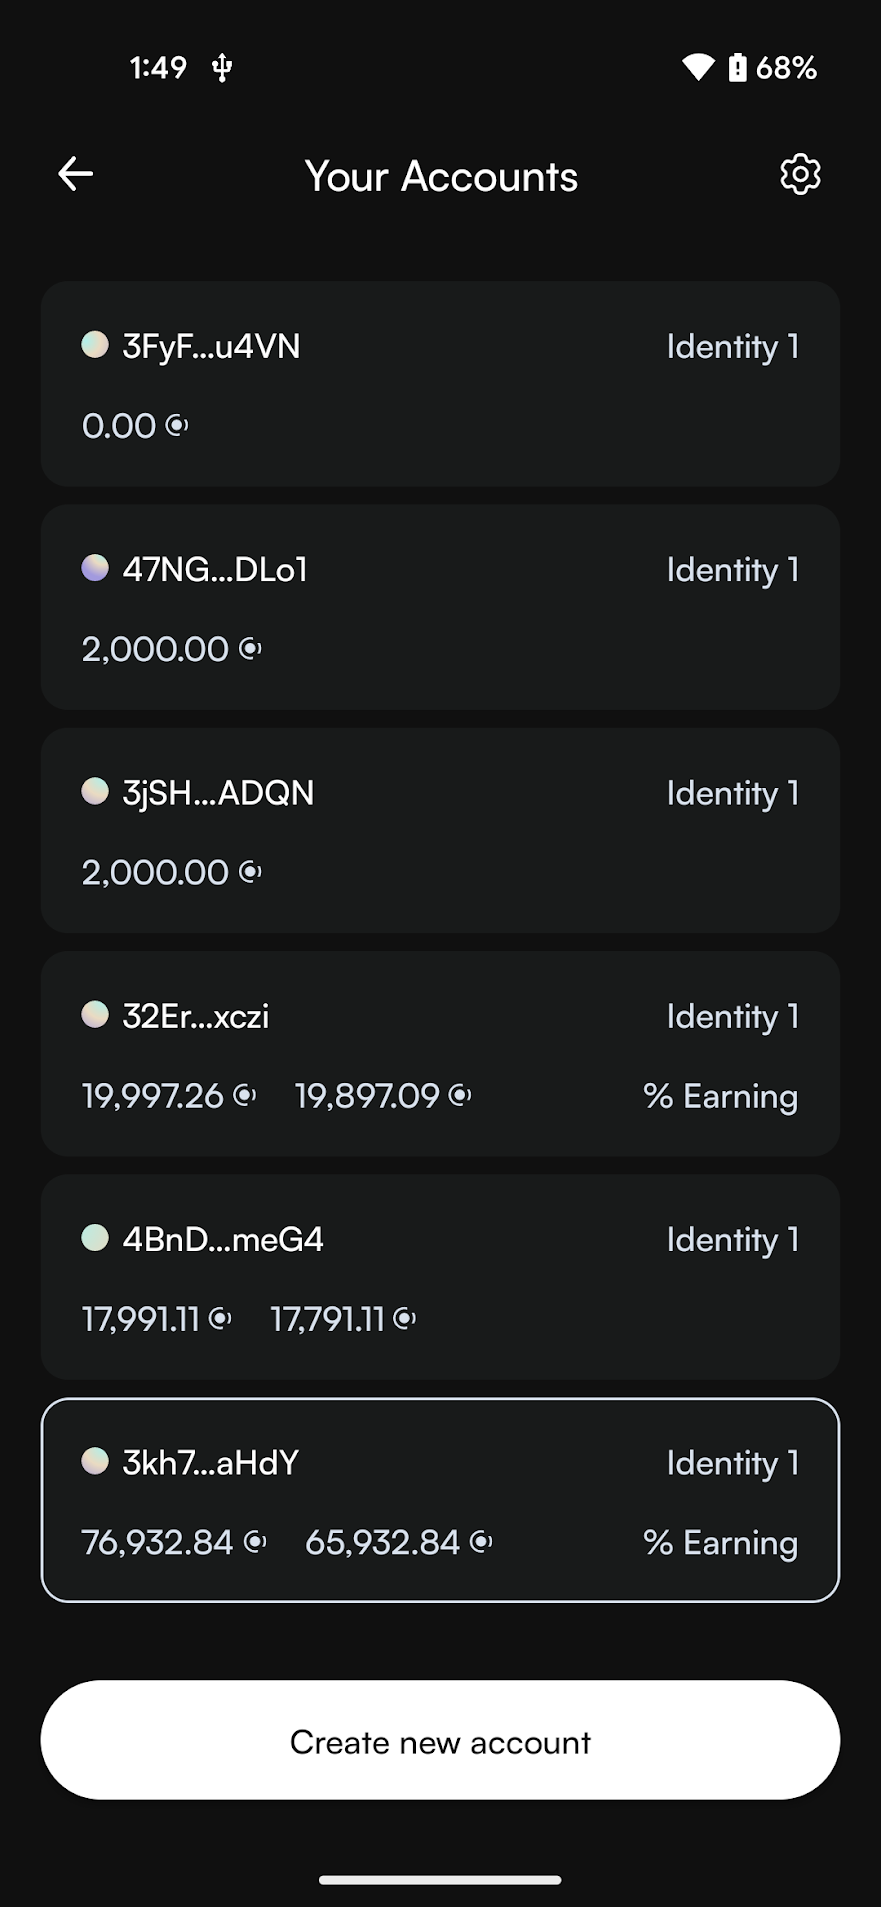 1:49 68%
Your Accounts
3FyF...u4VN Identity 1
0.00
47NG...DLo1 Identity 1
2,000.00
3jSH...ADQN Identity 1
2,000.00
32Er...xczi Identity 1
19,997.26 19,897.09 % Earning
4BnD...meG4 Identity 1
17,991.11 17,791.11
3kh7...aHdY Identity 1
76,932.84 65,932.84 % Earning
Create new account